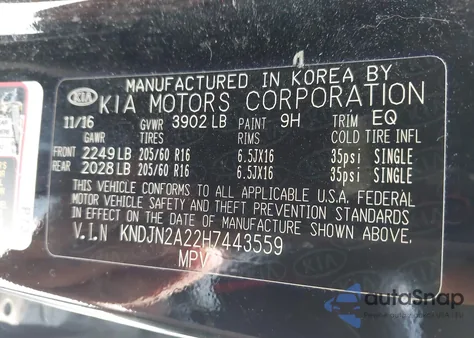 MANUFACTURED IN KOREA BY
KIA KIA MOTORS CORPORATION
11/16 GVWR 3902 LB PAINT 9H TRIM EQ
GAWR TIRES RIMS COLD TIRE INFL
FRONT 2249 LB 205/60 R16 6.5JX16 35psi SINGLE
REAR 2028 LB 205/60 R16 6.5JX16 35psi SINGLE
THIS VEHICLE CONFORMS TO ALL APPLICABLE U.S.A. FEDERAL
MOTOR VEHICLE SAFETY AND THEFT PREVENTION STANDARDS
IN EFFECT ON THE DATE OF MANUFACTURE SHOWN ABOVE.
V.I.N KNDJN2A22H7443559
MPV
autoSnap